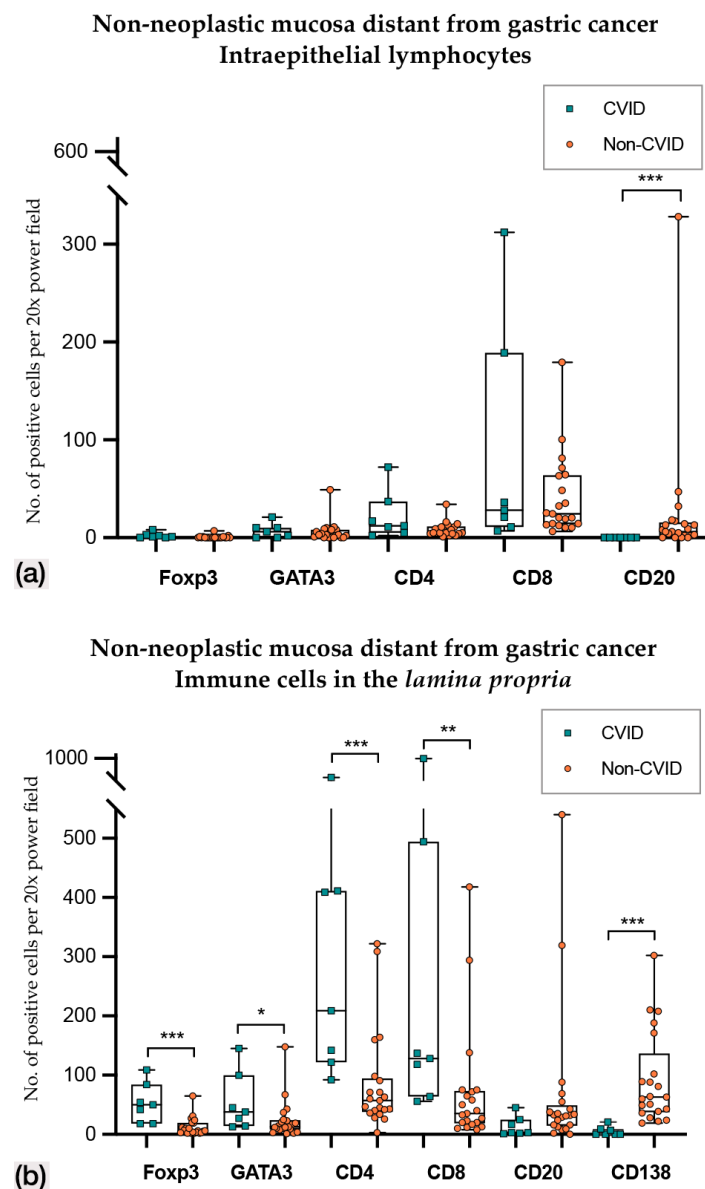 Non-neoplastic mucosa distant from gastric cancer
Intraepithelial lymphocytes
CVID
Non-CVID
No. of positive cells per 20x power field
600
300
200
100
0
***
Foxp3 GATA3 CD4 CD8 CD20
(a)
Non-neoplastic mucosa distant from gastric cancer
Immune cells in the lamina propria
CVID
Non-CVID
No. of positive cells per 20x power field
1000
500
400
300
200
100
0
*** * *** ** ***
Foxp3 GATA3 CD4 CD8 CD20 CD138
(b)